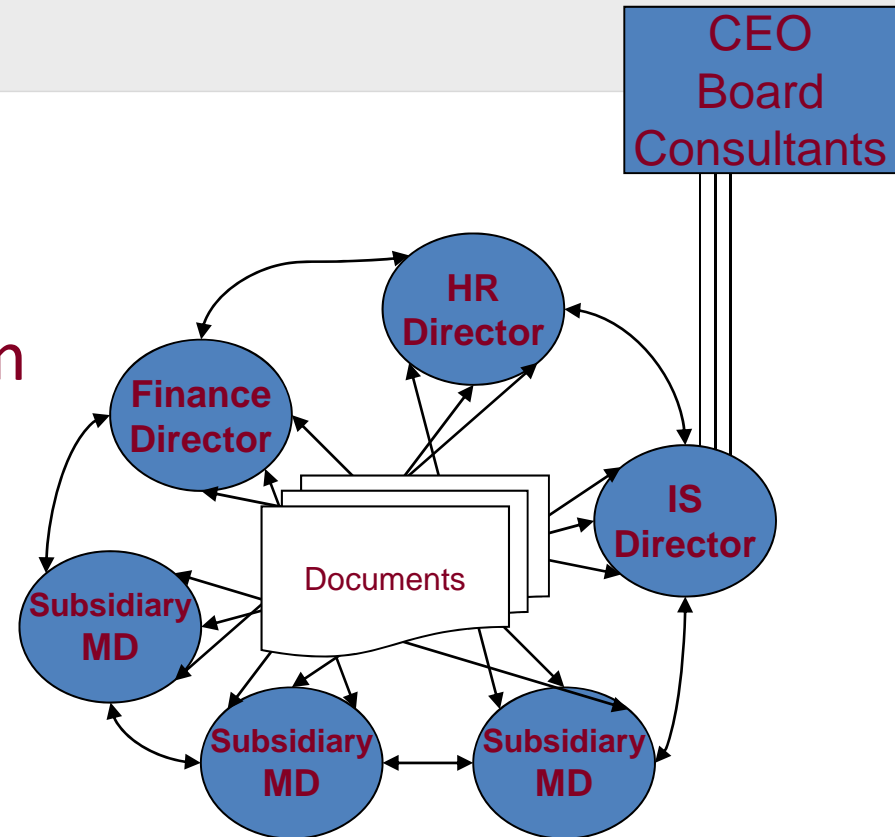 CEO
Board
Consultants
HR
Director
Finance
Director
IS
Director
Documents
Subsidiary
MD
Subsidiary
MD
Subsidiary
MD